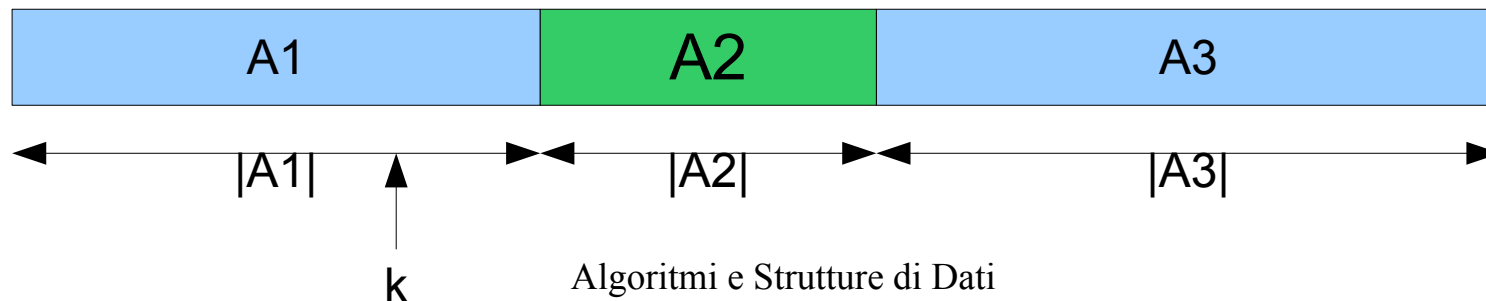 A1 A2 A3
|A1| |A2| |A3|
k
Algoritmi e Strutture di Dati